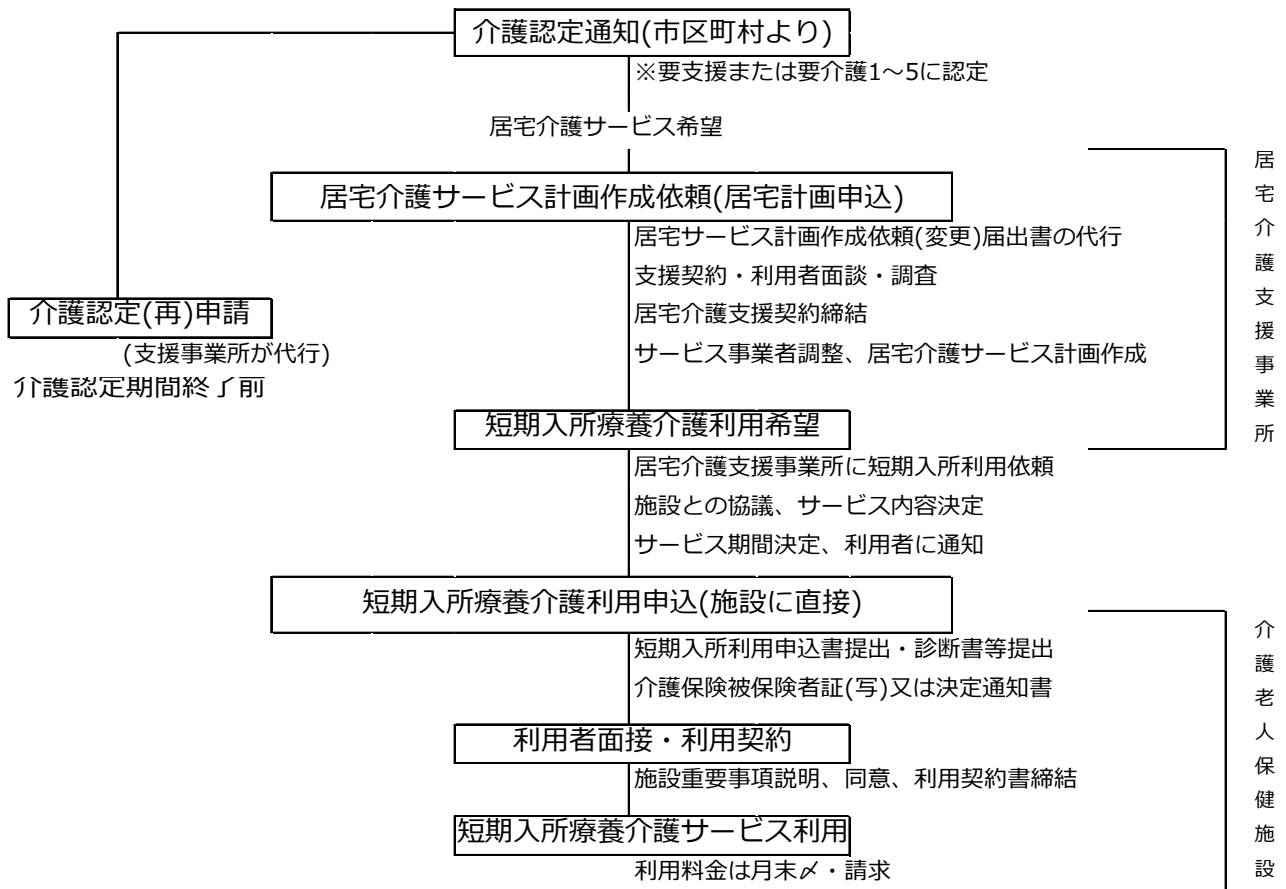 介護認定通知(市区町村より)
※要支援または要介護1～5に認定
居宅介護サービス希望
居宅介護サービス計画作成依頼(居宅計画申込)
居宅サービス計画作成依頼(変更)届出書の代行
支援契約・利用者面談・調査
居宅介護支援契約締結
サービス事業者調整、居宅介護サービス計画作成
介護認定(再)申請
(支援事業所が代行)
介護認定期間終了前
短期入所療養介護利用希望
居宅介護支援事業所に短期入所利用依頼
施設との協議、サービス内容決定
サービス期間決定、利用者に通知
居宅介護支援事業所
短期入所療養介護利用申込(施設に直接)
短期入所利用申込書提出・診断書等提出
介護保険被保険者証(写)又は決定通知書
利用者面接・利用契約
施設重要事項説明、同意、利用契約書締結
短期入所療養介護サービス利用
利用料金は月末〆・請求
介護老人保健施設